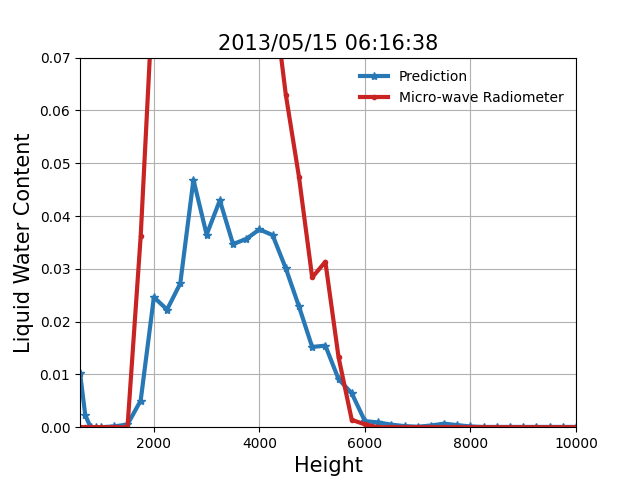 2013/05/15 06:16:38
Prediction
Micro-wave Radiometer
Liquid Water Content
0.07
0.06
0.05
0.04
0.03
0.02
0.01
0.00
2000 4000 6000 8000 10000
Height